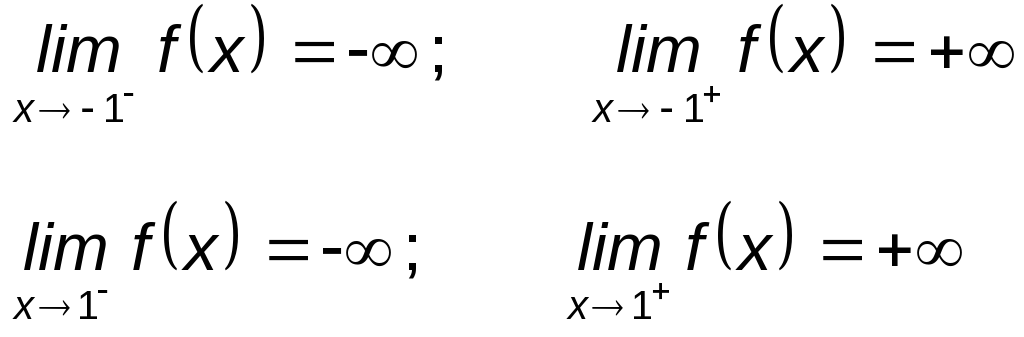 lim f(x) = -∞ ; lim f(x) = +∞
x → - 1⁻ x → - 1⁺
lim f(x) = -∞ ; lim f(x) = +∞
x → 1⁻ x → 1⁺